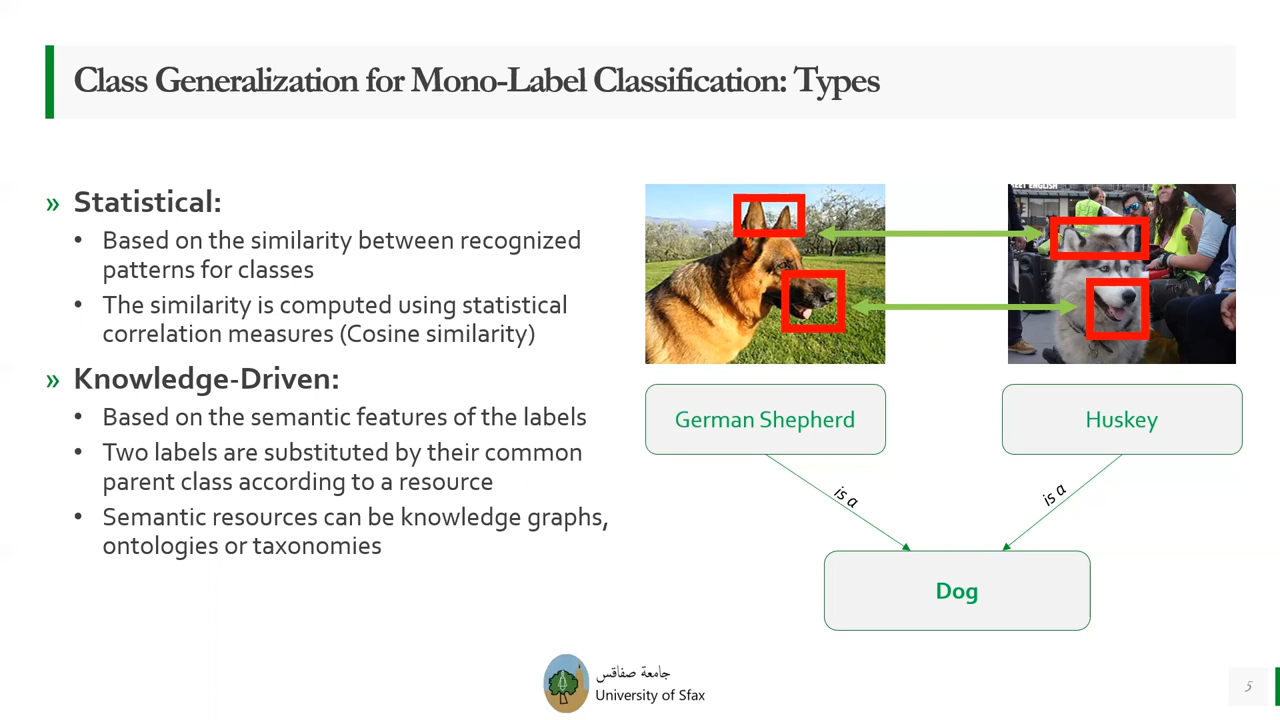 Class Generalization for Mono-Label Classification: Types
» Statistical:
• Based on the similarity between recognized
patterns for classes
• The similarity is computed using statistical
correlation measures (Cosine similarity)
» Knowledge-Driven:
• Based on the semantic features of the labels
• Two labels are substituted by their common
parent class according to a resource
• Semantic resources can be knowledge graphs,
ontologies or taxonomies
ENGLISH
German Shepherd
Huskey
is a
is a
Dog
جامعة صفاقس
University of Sfax
5